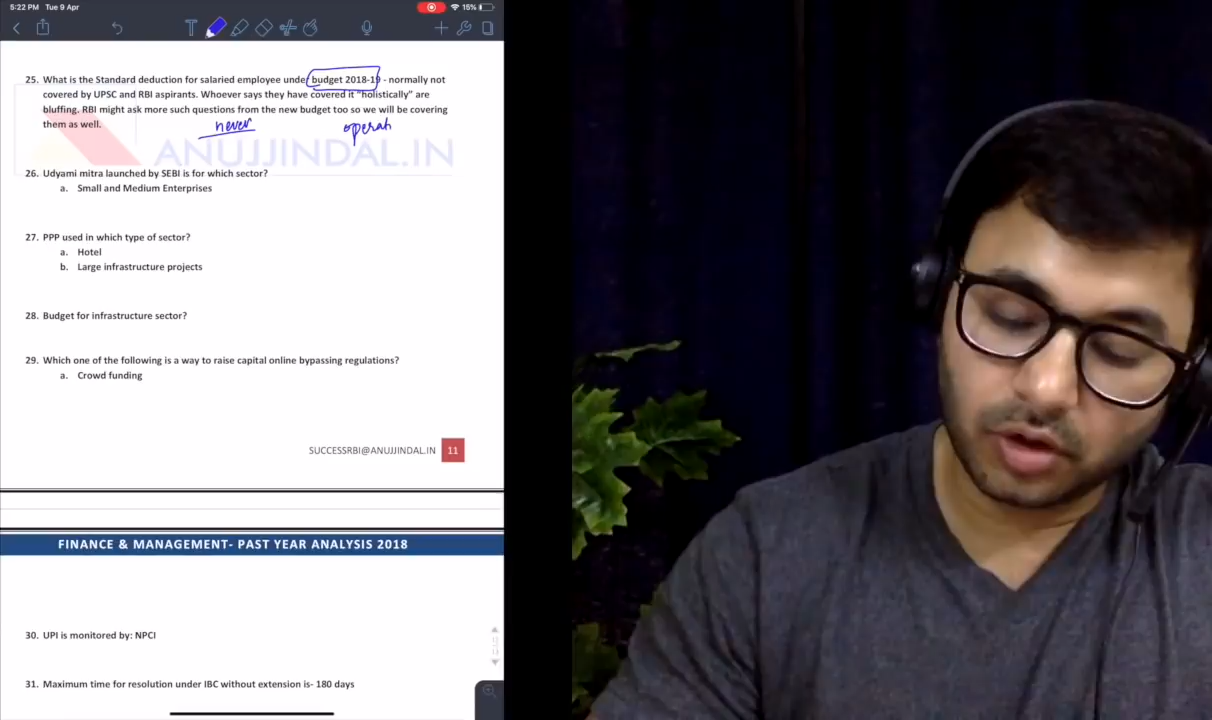 5:22 PM Tue 9 Apr
15%
T
25. What is the Standard deduction for salaried employee under budget 2018-19 - normally not
covered by UPSC and RBI aspirants. Whoever says they have covered it "holistically" are
bluffing. RBI might ask more such questions from the new budget too so we will be covering
them as well.
never operati
ANUJJINDAL.IN
26. Udyami mitra launched by SEBI is for which sector?
a. Small and Medium Enterprises
27. PPP used in which type of sector?
a. Hotel
b. Large infrastructure projects
28. Budget for infrastructure sector?
29. Which one of the following is a way to raise capital online bypassing regulations?
a. Crowd funding
SUCCESSRBI@ANUJJINDAL.IN 11
FINANCE & MANAGEMENT- PAST YEAR ANALYSIS 2018
30. UPI is monitored by: NPCI
31. Maximum time for resolution under IBC without extension is- 180 days